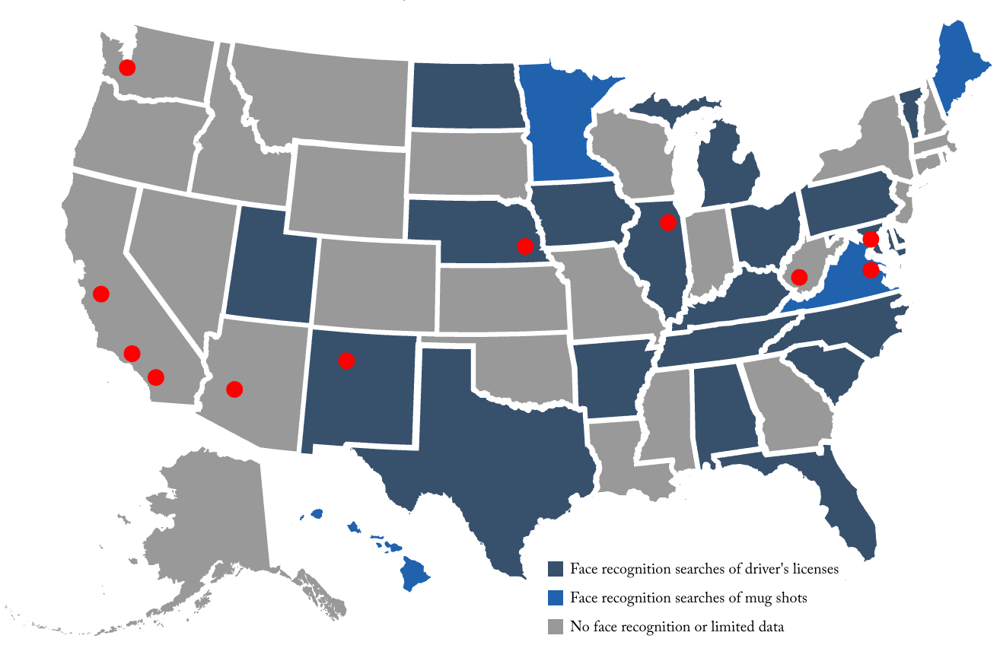 Face recognition searches of driver's licenses
Face recognition searches of mug shots
No face recognition or limited data